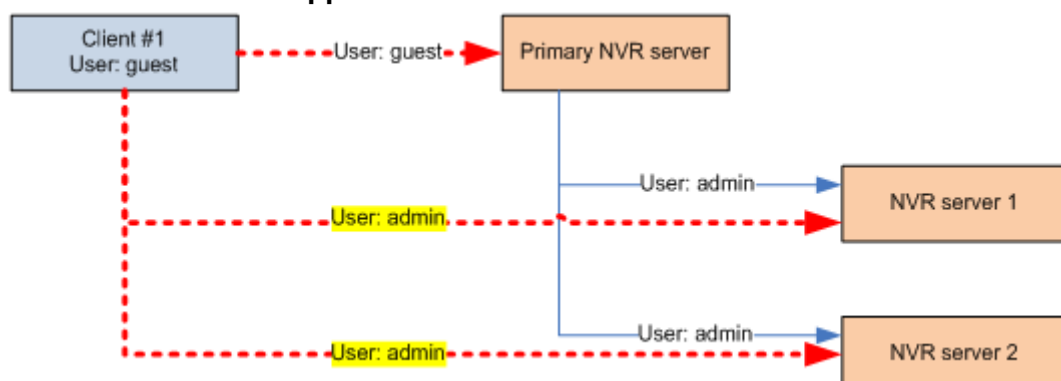 Client #1
User: guest
User: guest
Primary NVR server
User: admin
NVR server 1
User: admin
User: admin
User: admin
NVR server 2